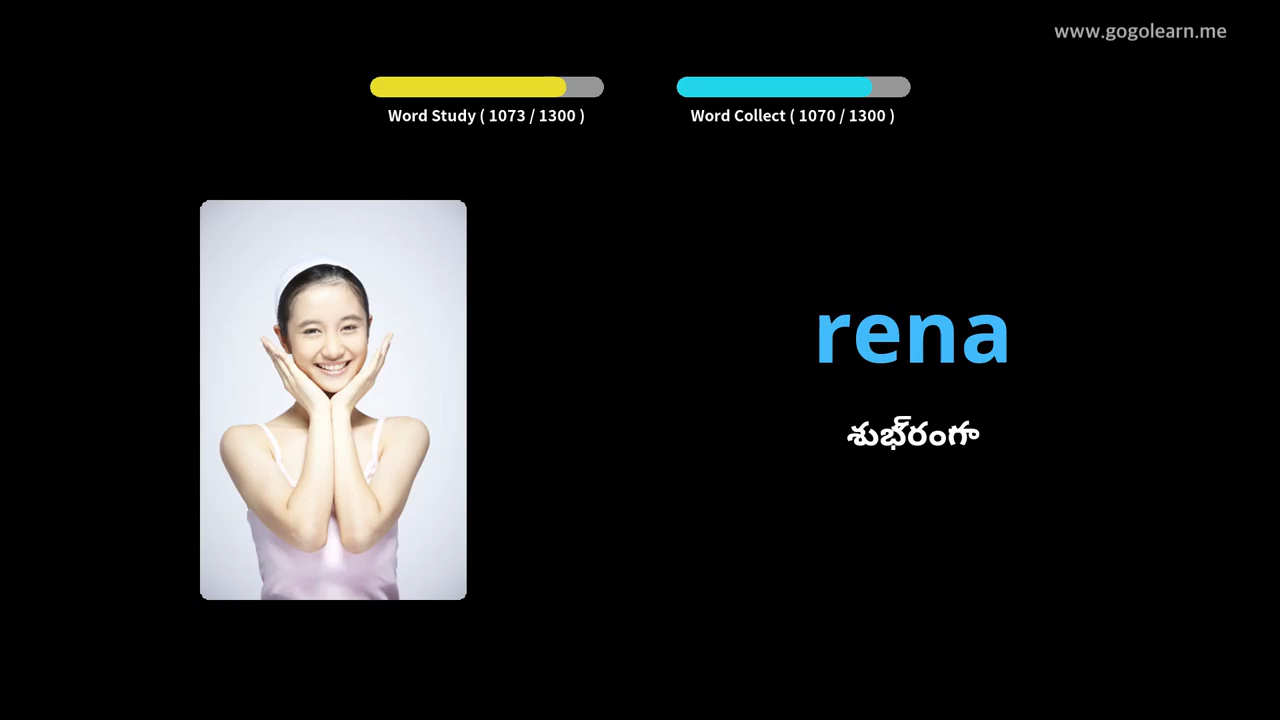 www.gogolearn.me
Word Study ( 1073 / 1300 )
Word Collect ( 1070 / 1300 )
rena
శుభ్రంగా